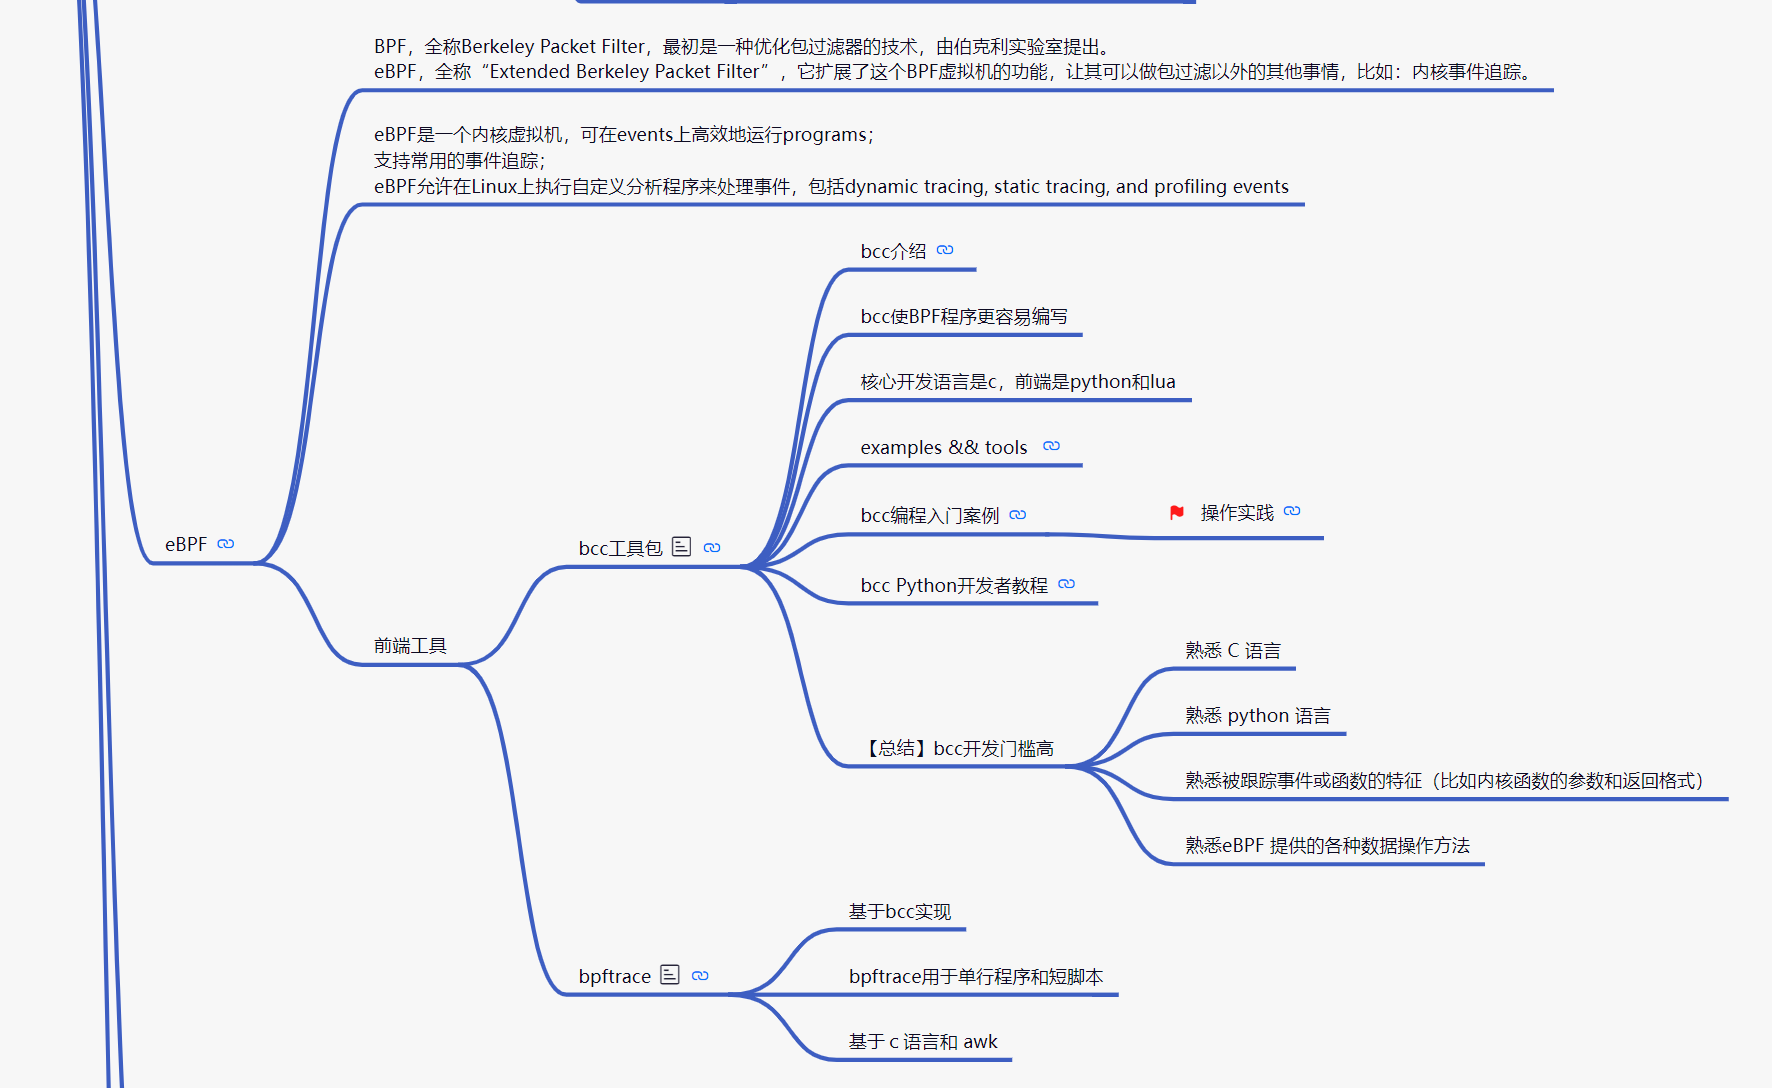 BPF，全称Berkeley Packet Filter，最初是一种优化包过滤器的技术，由伯克利实验室提出。
eBPF，全称“Extended Berkeley Packet Filter”，它扩展了这个BPF虚拟机的功能，让其可以做包过滤以外的其他事情，比如：内核事件追踪。
eBPF是一个内核虚拟机，可在events上高效地运行programs；
支持常用的事件追踪；
eBPF允许在Linux上执行自定义分析程序来处理事件，包括dynamic tracing, static tracing, and profiling events
bcc介绍
bcc使BPF程序更容易编写
核心开发语言是c，前端是python和lua
examples && tools
bcc编程入门案例
操作实践
eBPF
bcc工具包
bcc Python开发者教程
前端工具
熟悉 C 语言
熟悉 python 语言
【总结】bcc开发门槛高
熟悉被跟踪事件或函数的特征（比如内核函数的参数和返回格式）
熟悉eBPF 提供的各种数据操作方法
基于bcc实现
bpftrace
bpftrace用于单行程序和短脚本
基于 c 语言和 awk